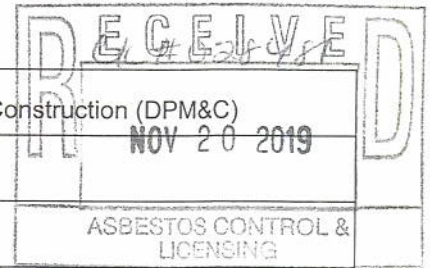 RECEIVED
Construction (DPM&C)
NOV 20 2019
ASBESTOS CONTROL &
LICENSING